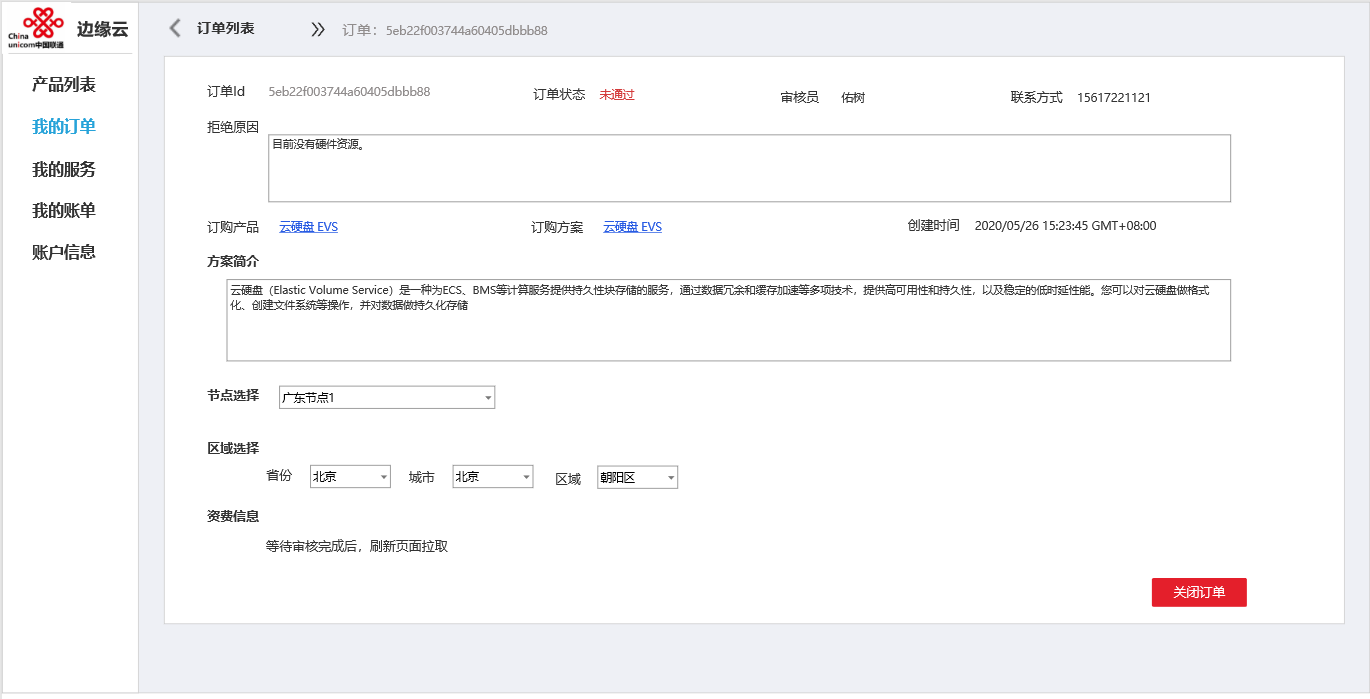 China
unicom中国联通
边缘云
产品列表
我的订单
我的服务
我的账单
账户信息
订单列表
订单：5eb22f003744a60405dbbb88
订单Id 5eb22f003744a60405dbbb88 订单状态 未通过 审核员 佑树 联系方式 15617221121
拒绝原因
目前没有硬件资源。
订购产品 云硬盘 EVS 订购方案 云硬盘 EVS 创建时间 2020/05/26 15:23:45 GMT+08:00
方案简介
云硬盘（Elastic Volume Service）是一种为ECS、BMS等计算服务提供持久性块存储的服务，通过数据冗余和缓存加速等多项技术，提供高可用性和持久性，以及稳定的低时延性能。您可以对云硬盘做格式
化、创建文件系统等操作，并对数据做持久化存储
节点选择 广东节点1
区域选择
省份 北京 城市 北京 区域 朝阳区
资费信息
等待审核完成后，刷新页面拉取
关闭订单